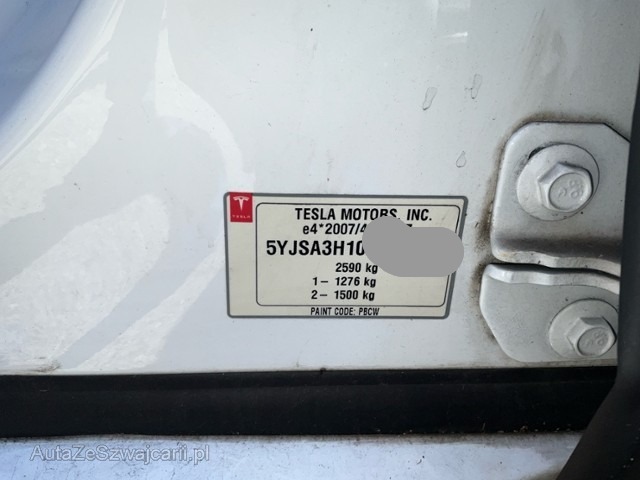 TESLA
TESLA MOTORS, INC.
e4*2007/4
5YJSA3H10
2590 kg
1– 1276 kg
2– 1500 kg
PAINT CODE: PBCW
AutaZeSzwajcarii.pl